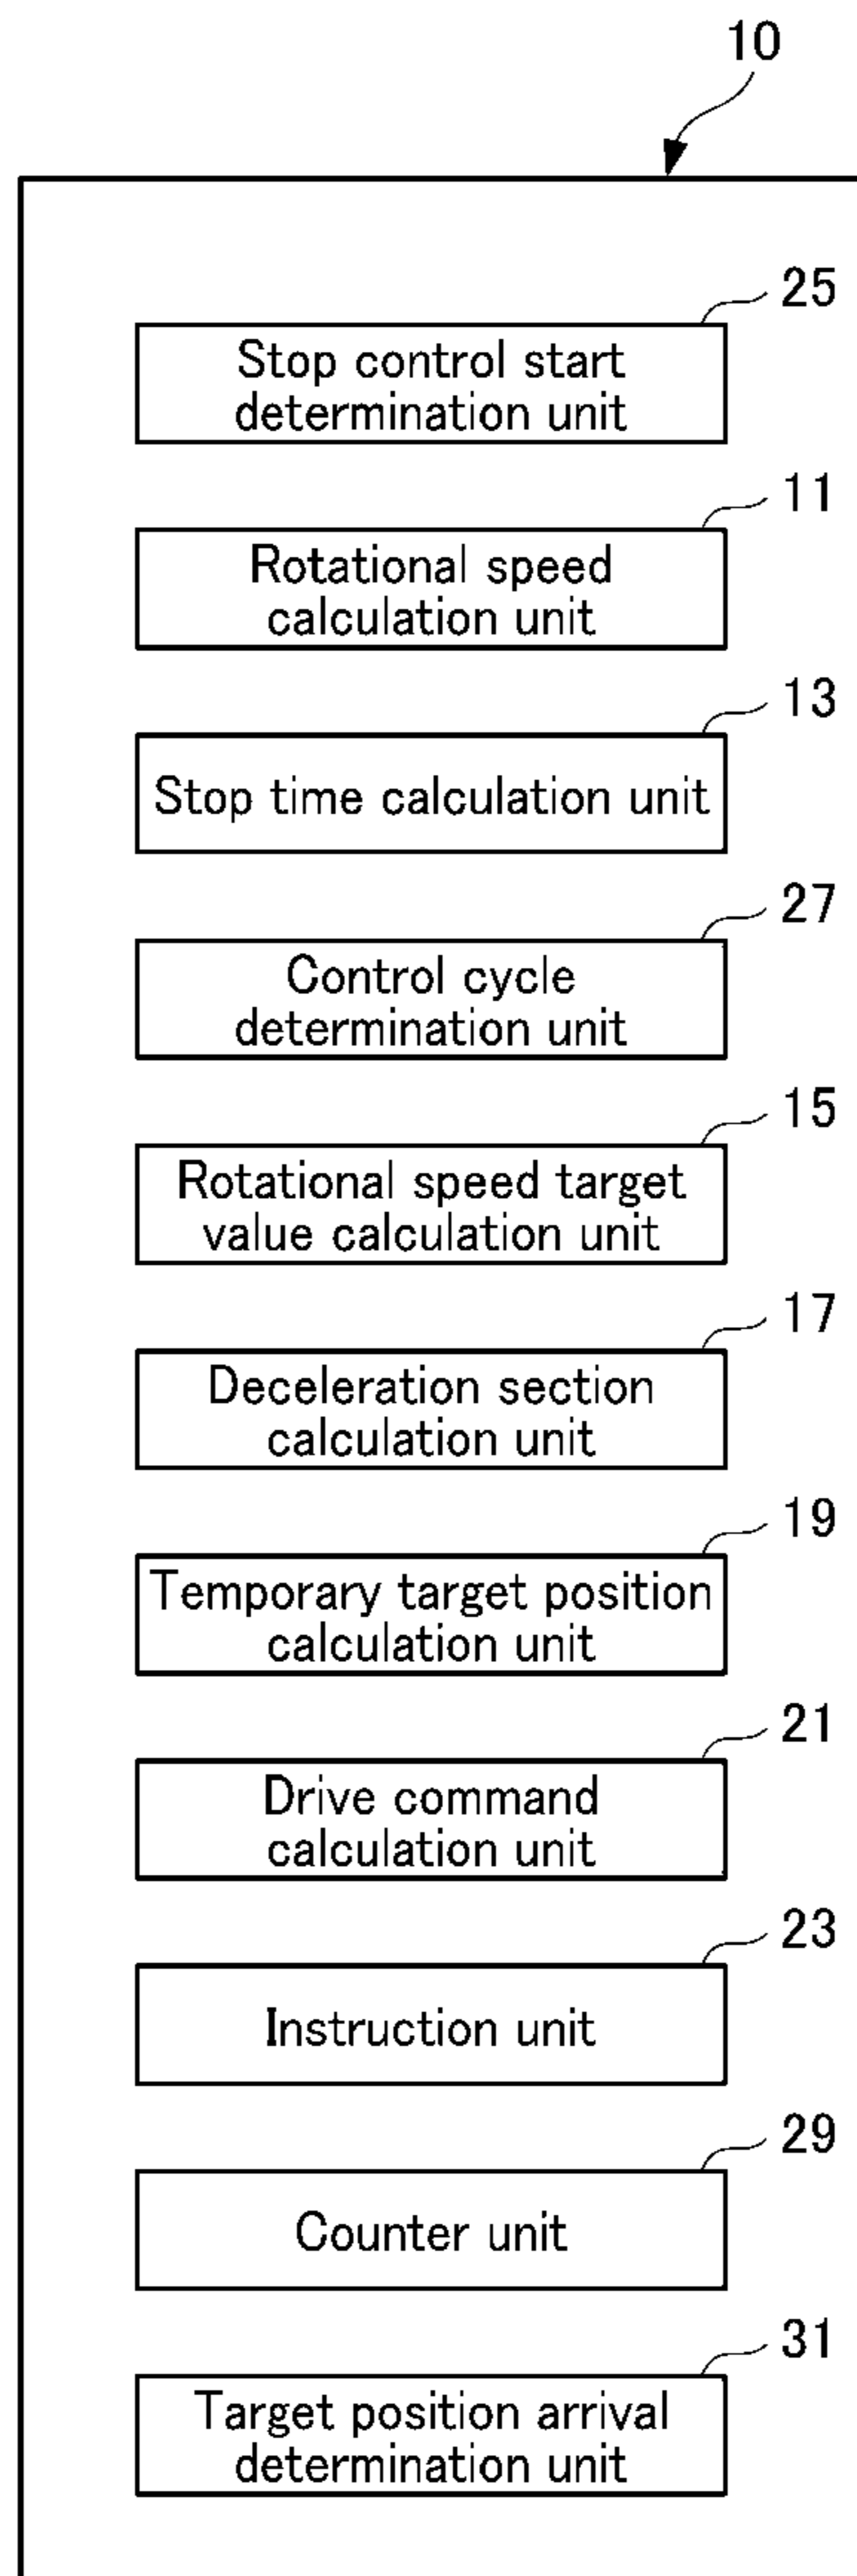 10
25
Stop control start
determination unit
11
Rotational speed
calculation unit
13
Stop time calculation unit
27
Control cycle
determination unit
15
Rotational speed target
value calculation unit
17
Deceleration section
calculation unit
19
Temporary target position
calculation unit
21
Drive command
calculation unit
23
Instruction unit
29
Counter unit
31
Target position arrival
determination unit